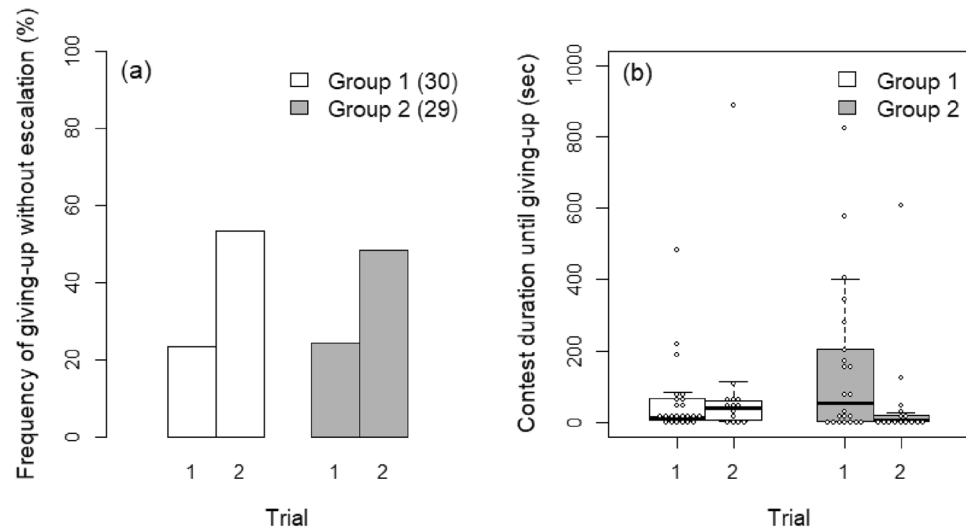 Frequency of giving-up without escalation (%)
100
80
60
40
20
0
(a)
Group 1 (30)
Group 2 (29)
1 2 1 2
Trial
Contest duration until giving-up (sec)
1000
800
600
400
200
0
(b)
Group 1
Group 2
1 2 1 2
Trial